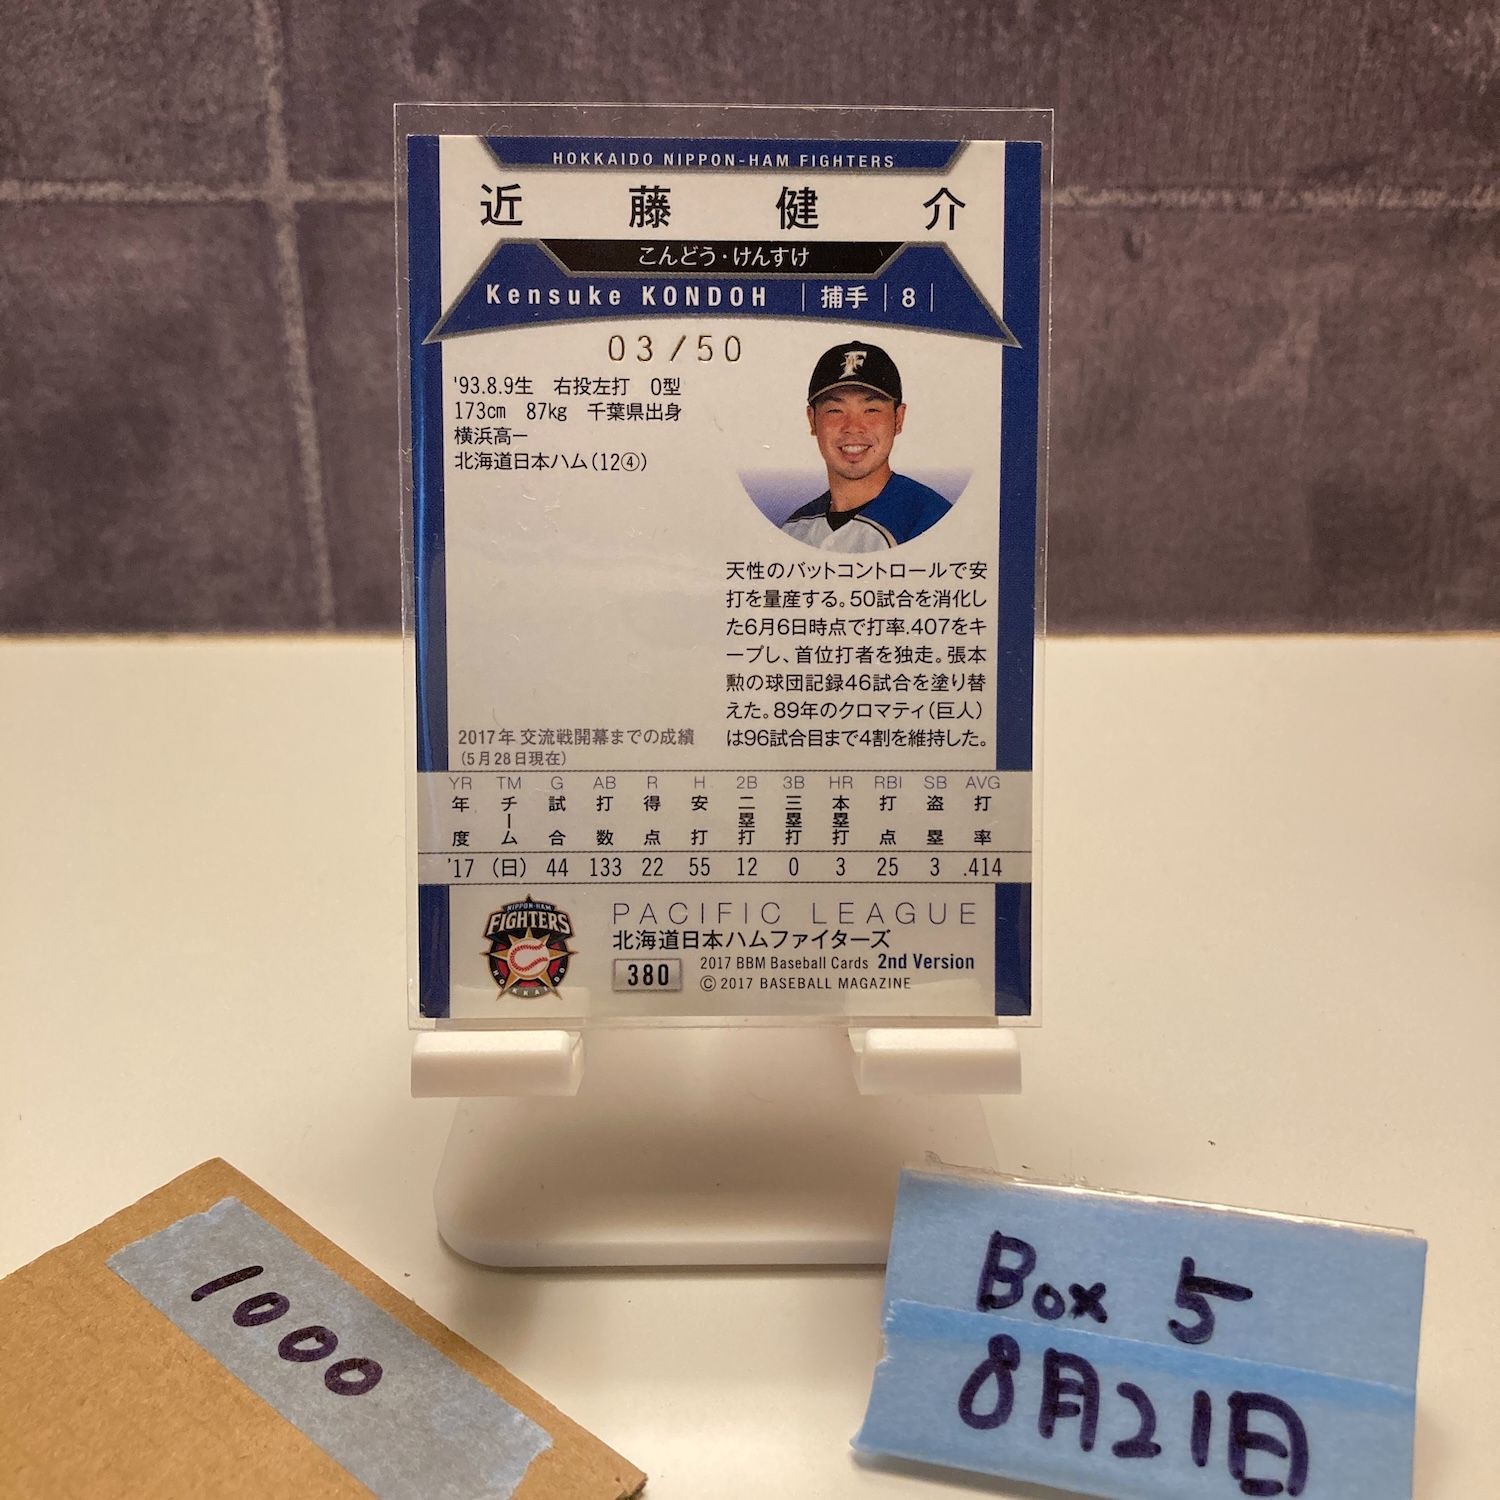 HOKKAIDO NIPPON-HAM FIGHTERS
近藤健介
こんどう・けんすけ
Kensuke KONDOH | 捕手 | 8 |
03/50
'93.8.9生 右投左打 O型
173cm 87kg 千葉県出身
横浜高―
北海道日本ハム(12④)
天性のバットコントロールで安
打を量産する。50試合を消化し
た6月6日時点で打率.407をキ
ープし、首位打者を独走。張本
勲の球団記録46試合を塗り替
えた。89年のクロマティ(巨人)
は96試合目まで4割を維持した。
2017年 交流戦開幕までの成績
(5月28日現在)
YR TM G AB R H 2B 3B HR RBI SB AVG
年度 チーム 試合 打数 得点 安打 二塁打 三塁打 本塁打 打点 盗塁 打率
'17 (日) 44 133 22 55 12 0 3 25 3 .414
NIPPON-HAM
FIGHTERS
HOKKAIDO
PACIFIC LEAGUE
北海道日本ハムファイターズ
380 2017 BBM Baseball Cards 2nd Version
© 2017 BASEBALL MAGAZINE
1000
Box 5
8月21日